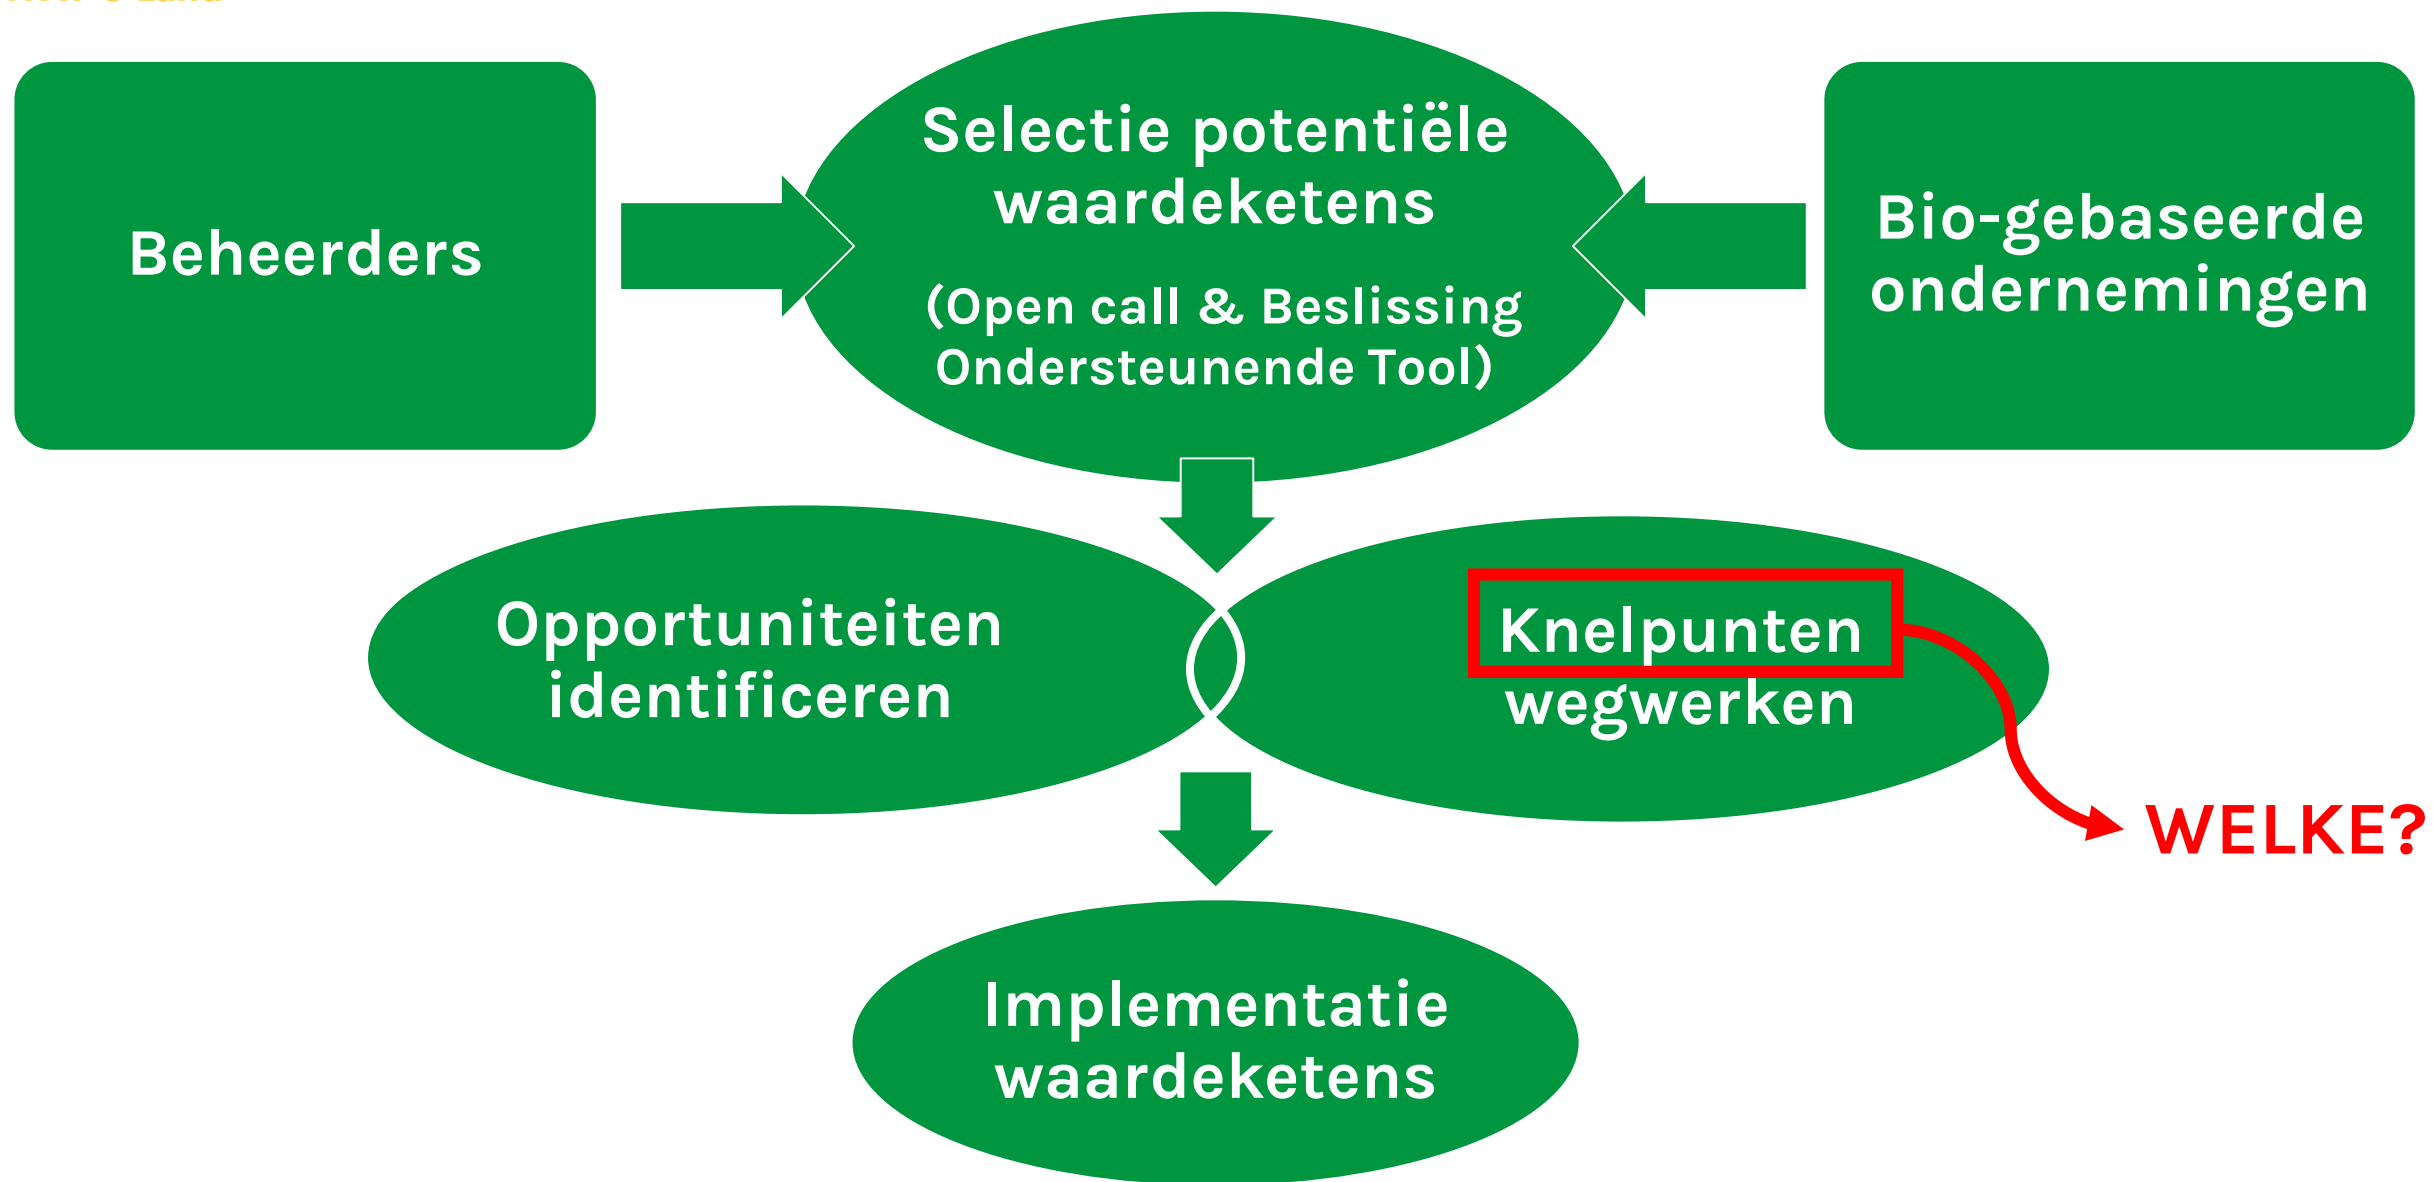 Beheerders
Selectie potentiële
waardeketens
(Open call & Beslissing
Ondersteunende Tool)
Bio-gebaseerde
ondernemingen
Opportuniteiten
identificeren
Knelpunten
wegwerken
WELKE?
Implementatie
waardeketens